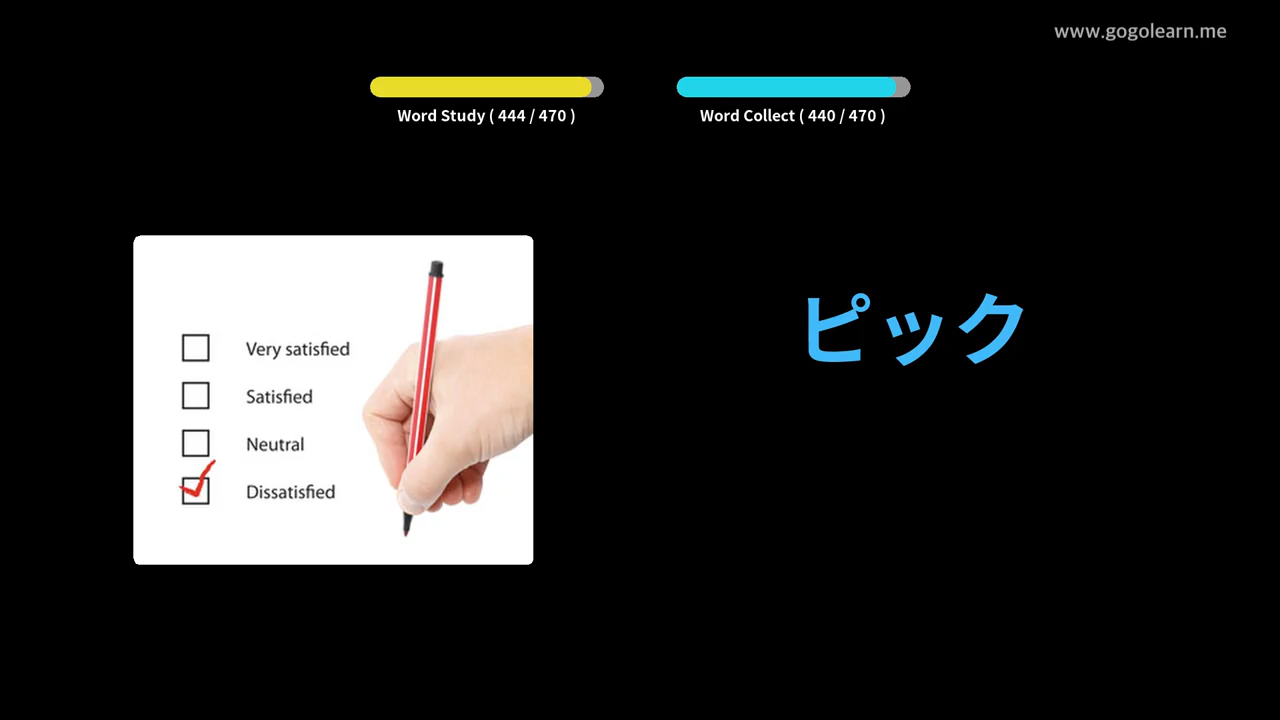 www.gogolearn.me
Word Study ( 444 / 470 )
Word Collect ( 440 / 470 )
Very satisfied
Satisfied
Neutral
Dissatisfied
ピック